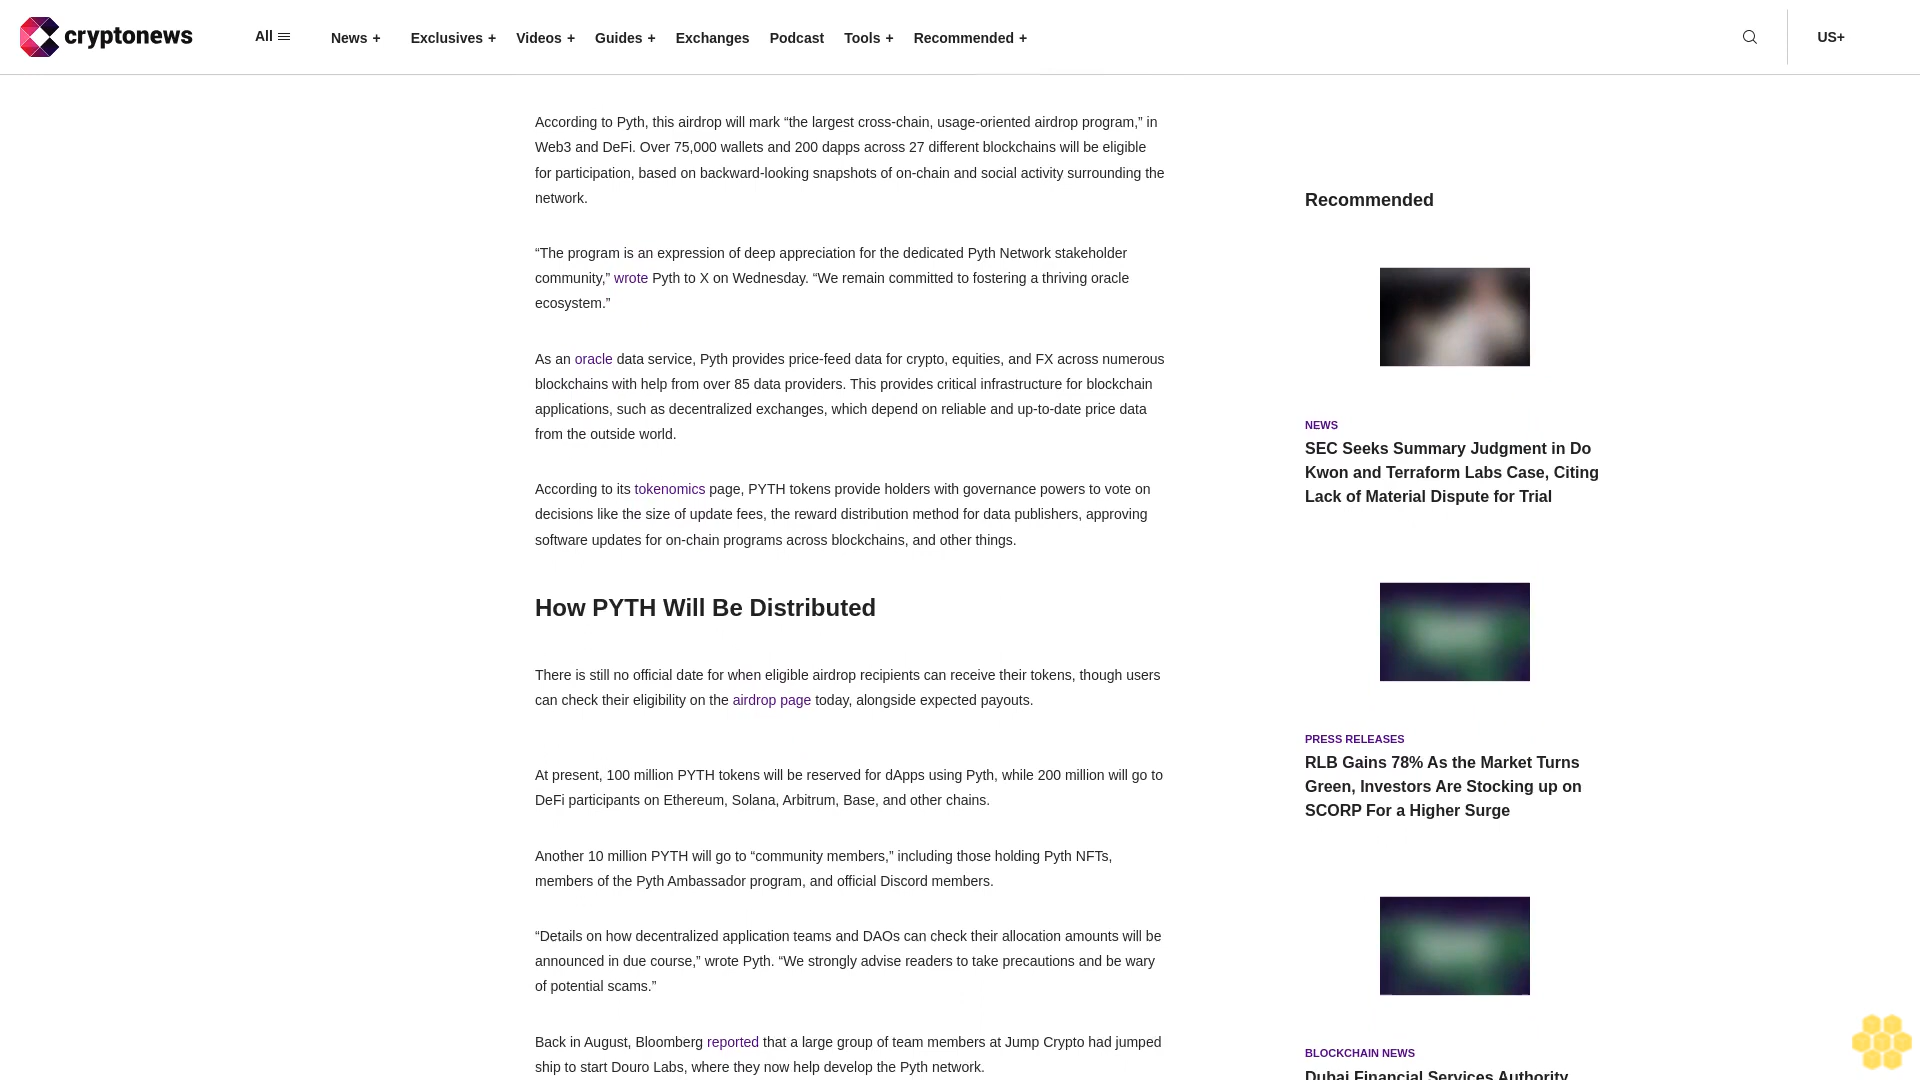 cryptonews
All
News +
Exclusives +
Videos +
Guides +
Exchanges
Podcast
Tools +
Recommended +
US+
According to Pyth, this airdrop will mark “the largest cross-chain, usage-oriented airdrop program,” in
Web3 and DeFi. Over 75,000 wallets and 200 dapps across 27 different blockchains will be eligible
for participation, based on backward-looking snapshots of on-chain and social activity surrounding the
network.
“The program is an expression of deep appreciation for the dedicated Pyth Network stakeholder
community,” wrote Pyth to X on Wednesday. “We remain committed to fostering a thriving oracle
ecosystem.”
As an oracle data service, Pyth provides price-feed data for crypto, equities, and FX across numerous
blockchains with help from over 85 data providers. This provides critical infrastructure for blockchain
applications, such as decentralized exchanges, which depend on reliable and up-to-date price data
from the outside world.
According to its tokenomics page, PYTH tokens provide holders with governance powers to vote on
decisions like the size of update fees, the reward distribution method for data publishers, approving
software updates for on-chain programs across blockchains, and other things.
How PYTH Will Be Distributed
There is still no official date for when eligible airdrop recipients can receive their tokens, though users
can check their eligibility on the airdrop page today, alongside expected payouts.
At present, 100 million PYTH tokens will be reserved for dApps using Pyth, while 200 million will go to
DeFi participants on Ethereum, Solana, Arbitrum, Base, and other chains.
Another 10 million PYTH will go to “community members,” including those holding Pyth NFTs,
members of the Pyth Ambassador program, and official Discord members.
“Details on how decentralized application teams and DAOs can check their allocation amounts will be
announced in due course,” wrote Pyth. “We strongly advise readers to take precautions and be wary
of potential scams.”
Back in August, Bloomberg reported that a large group of team members at Jump Crypto had jumped
ship to start Douro Labs, where they now help develop the Pyth network.
Recommended
NEWS
SEC Seeks Summary Judgment in Do
Kwon and Terraform Labs Case, Citing
Lack of Material Dispute for Trial
PRESS RELEASES
RLB Gains 78% As the Market Turns
Green, Investors Are Stocking up on
SCORP For a Higher Surge
BLOCKCHAIN NEWS
Dubai Financial Services Authority